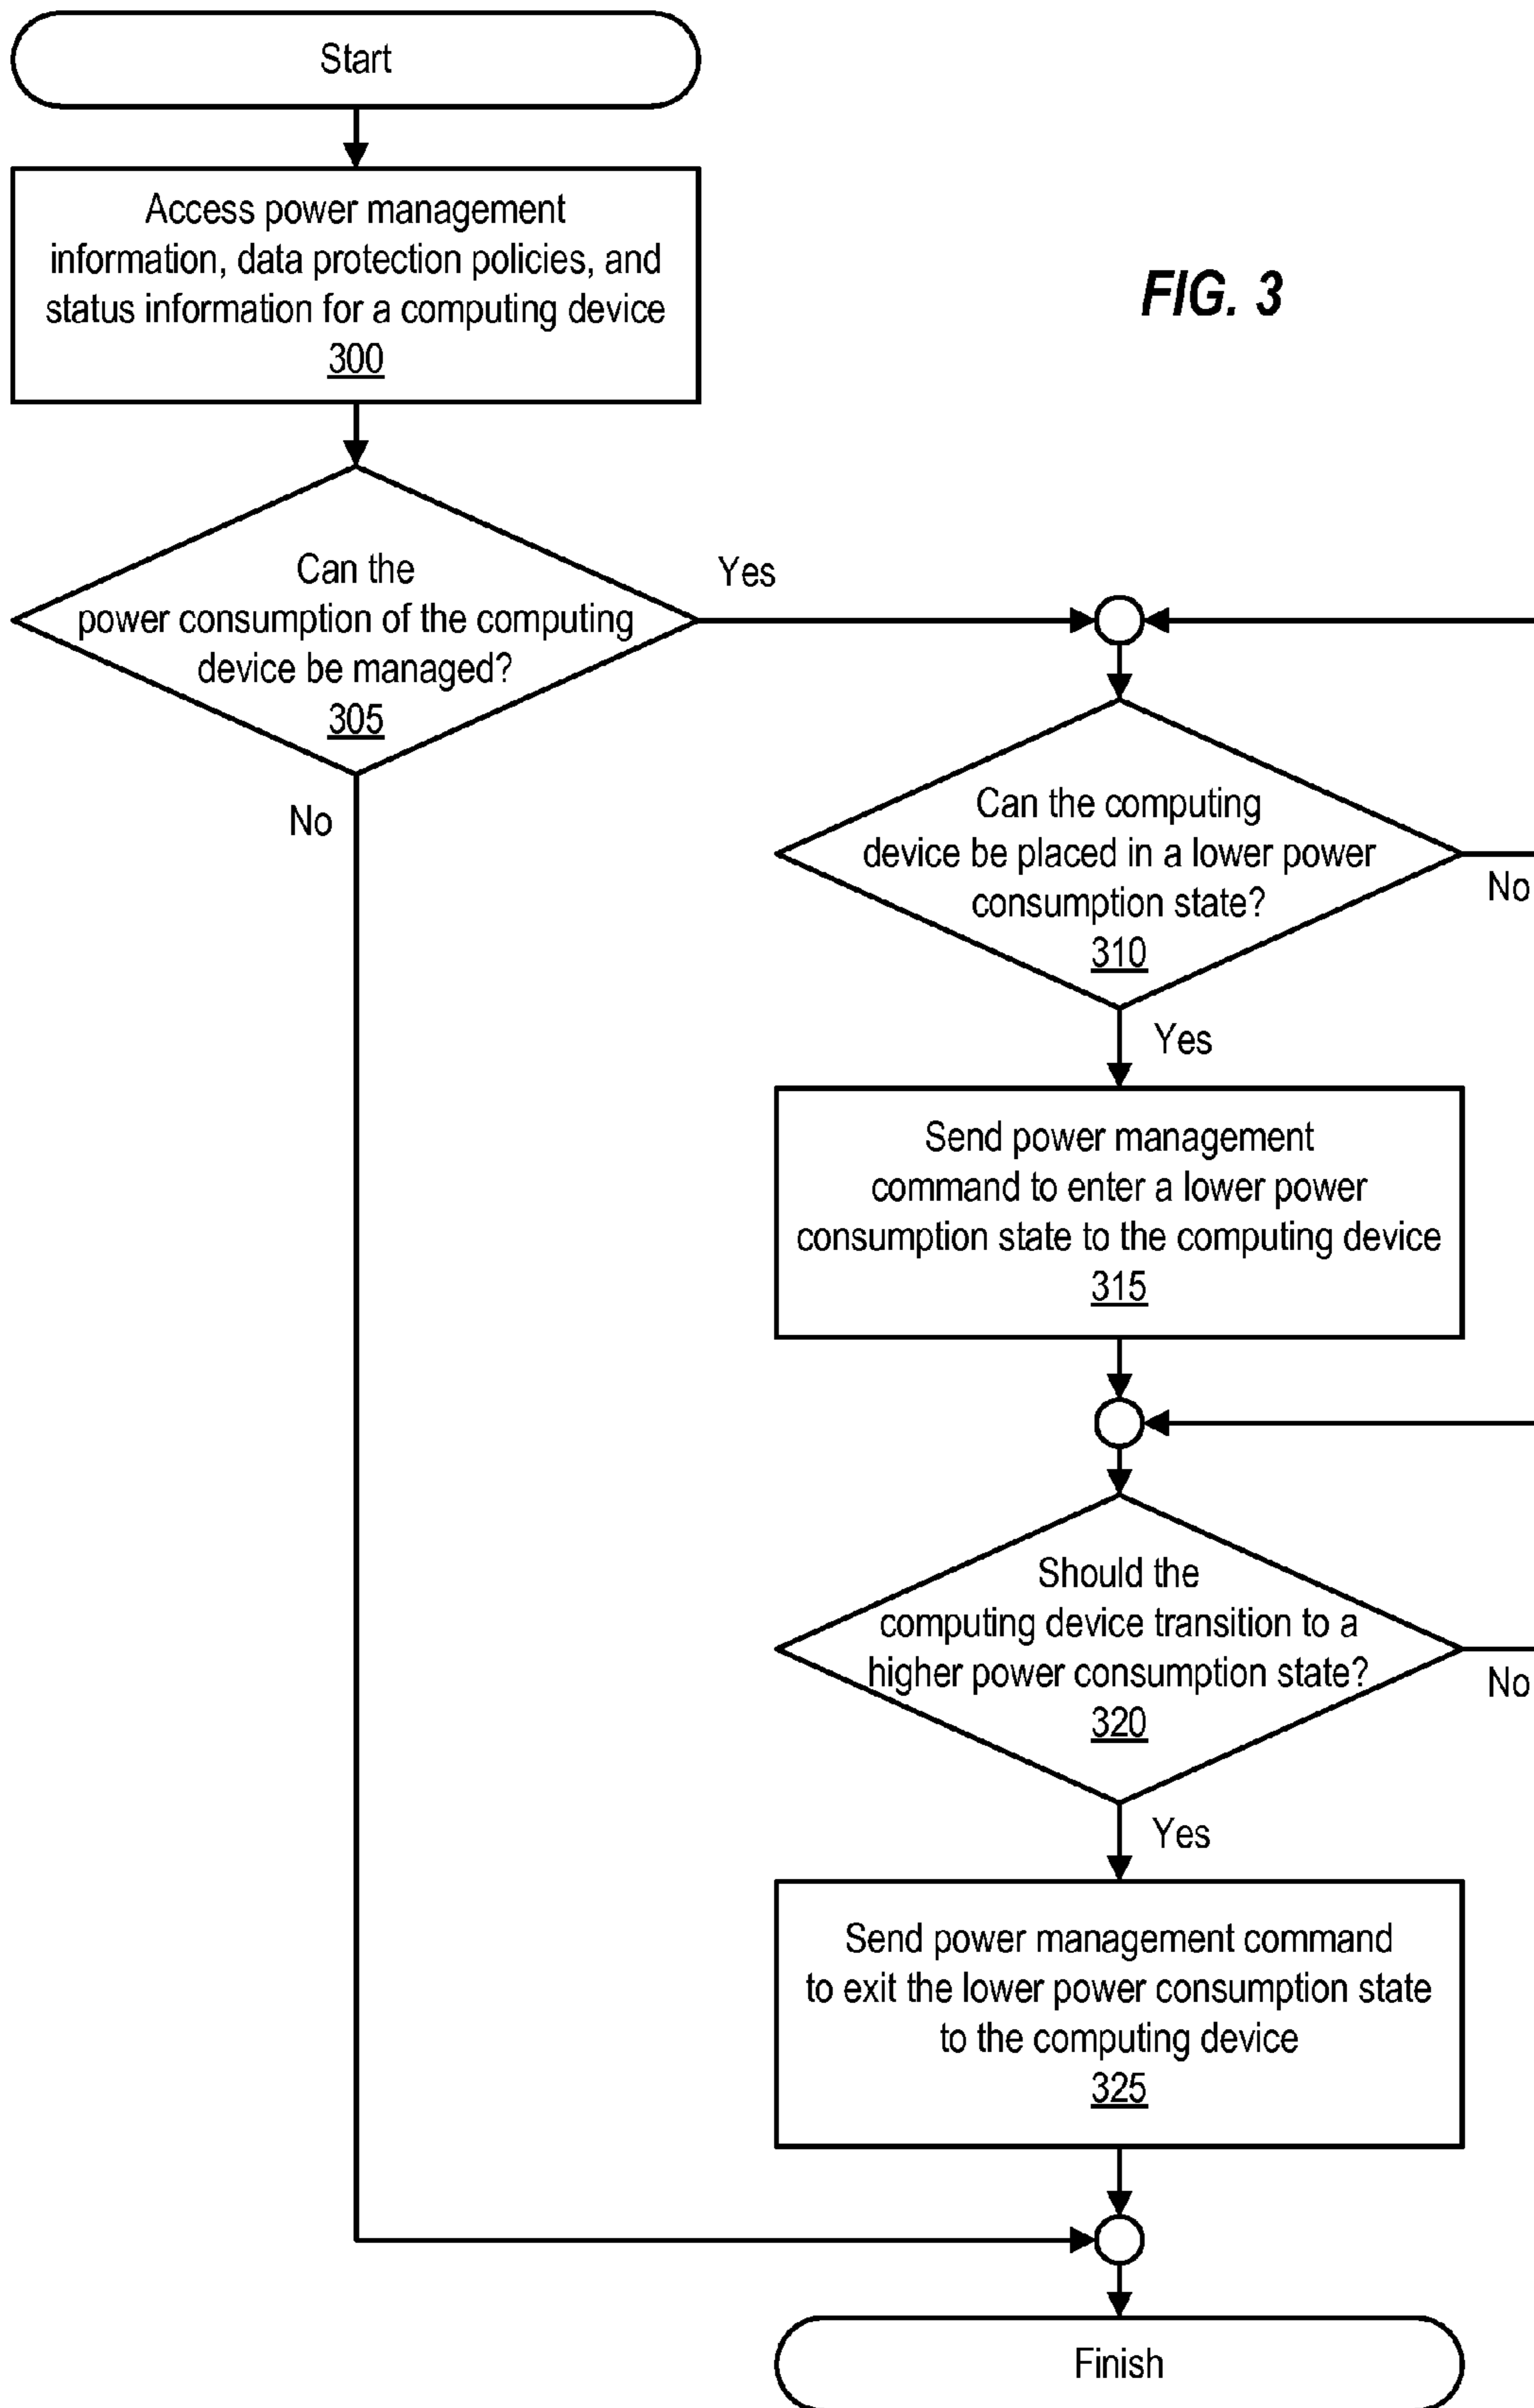 Start
Access power management
information, data protection policies, and
status information for a computing device
300
FIG. 3
Can the
power consumption of the computing
device be managed?
305
Yes
No
Can the computing
device be placed in a lower power
consumption state?
310
No
Yes
Send power management
command to enter a lower power
consumption state to the computing device
315
Should the
computing device transition to a
higher power consumption state?
320
No
Yes
Send power management command
to exit the lower power consumption state
to the computing device
325
Finish